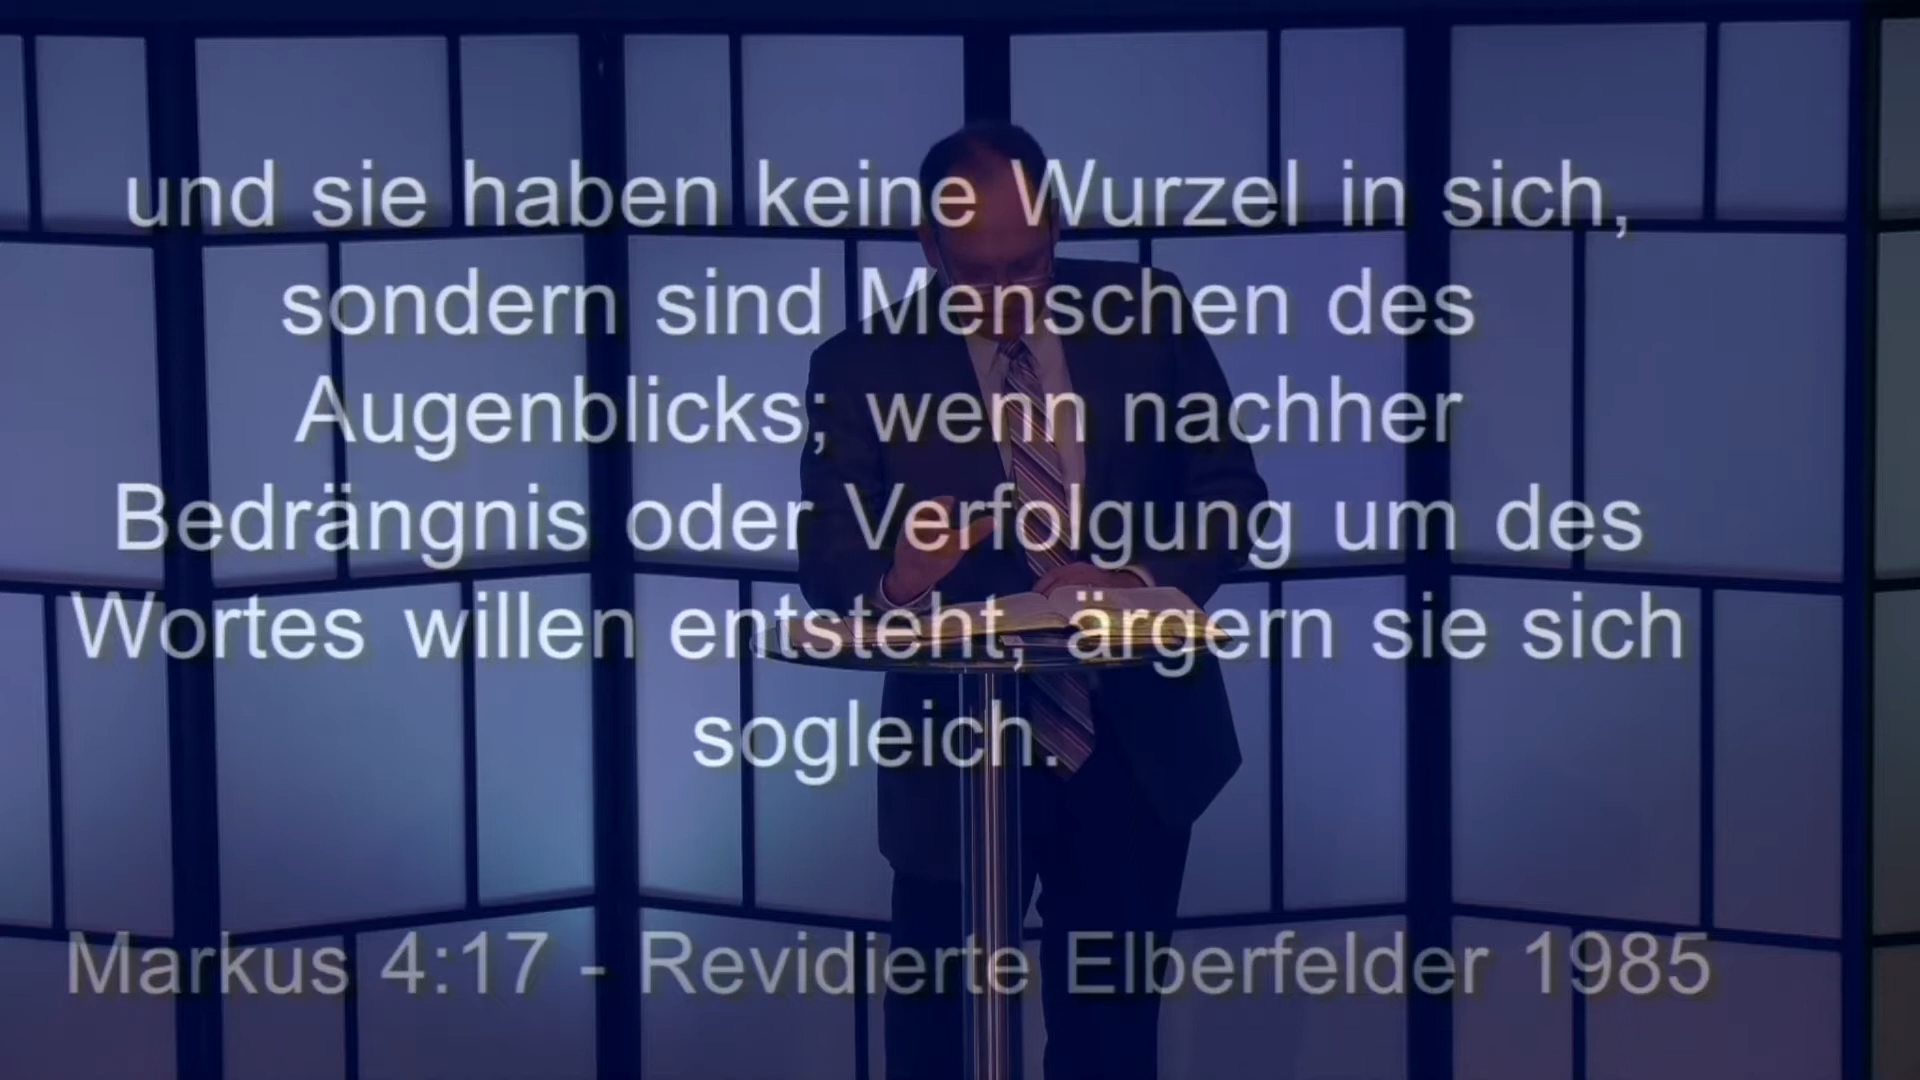 und sie haben keine Wurzel in sich,
sondern sind Menschen des
Augenblicks; wenn nachher
Bedrängnis oder Verfolgung um des
Wortes willen entsteht, ärgern sie sich
sogleich.
Markus 4:17 - Revidierte Elberfelder 1985